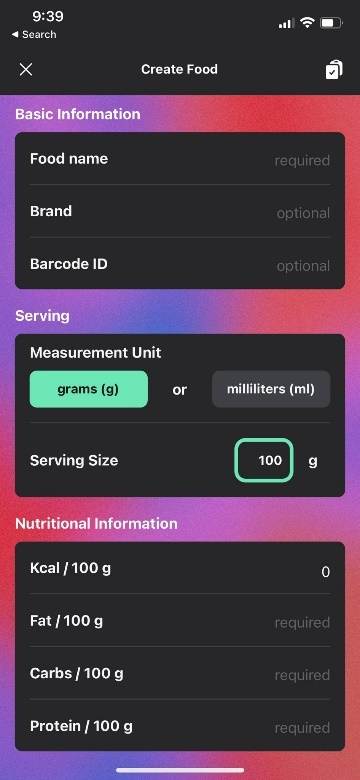 9:39
◀ Search
Create Food
Basic Information
Food name required
Brand optional
Barcode ID optional
Serving
Measurement Unit
grams (g) or milliliters (ml)
Serving Size 100 g
Nutritional Information
Kcal / 100 g 0
Fat / 100 g required
Carbs / 100 g required
Protein / 100 g required